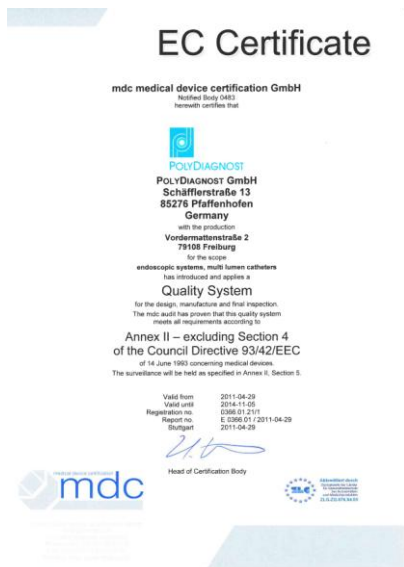 EC Certificate
mdc medical device certification GmbH
Notified Body 0483
herewith certifies that
POLYDIAGNOST
POLYDIAGNOST GmbH
Schäfflerstraße 13
85276 Pfaffenhofen
Germany
with the production
Vordermattenstraße 2
79108 Freiburg
for the scope
endoscopic systems, multi lumen catheters
has introduced and applies a
Quality System
for the design, manufacture and final inspection.
The mdc audit has proven that this quality system
meets all requirements according to
Annex II – excluding Section 4
of the Council Directive 93/42/EEC
of 14 June 1993 concerning medical devices.
The surveillance will be held as specified in Annex II, Section 5.
Valid from 2011-04-29
Valid until 2014-11-05
Registration no. 0366.01.21/1
Report no. E 0366 01 / 2011-04-29
Stuttgart 2011-04-29
Head of Certification Body
medical device certification
mdc
ZLG